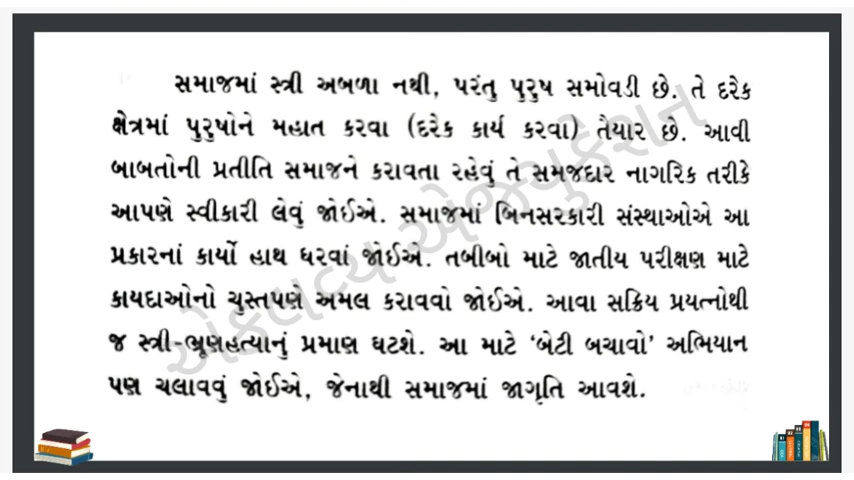 સમાજમાં સ્ત્રી અબળા નથી, પરંતુ પુરુષ સમોવડી છે. તે દરેક
ક્ષેત્રમાં પુરુષોને મહાત કરવા (દરેક કાર્ય કરવા) તૈયાર છે. આવી
બાબતોની પ્રતીતિ સમાજને કરાવતા રહેવું તે સમજદાર નાગરિક તરીકે
આપણે સ્વીકારી લેવું જોઈએ. સમાજમાં બિનસરકારી સંસ્થાઓએ આ
પ્રકારનાં કાર્યો હાથ ધરવાં જોઈએ. તબીબો માટે જાતીય પરીક્ષણ માટે
કાયદાઓનો ચુસ્તપણે અમલ કરાવવો જોઈએ. આવા સક્રિય પ્રયત્નોથી
જ સ્ત્રી-ભ્રૂણહત્યાનું પ્રમાણ ઘટશે. આ માટે ‘બેટી બચાવો’ અભિયાન
પણ ચલાવવું જોઈએ, જેનાથી સમાજમાં જાગૃતિ આવશે.
એકલવ્ય એજ્યુકેશન